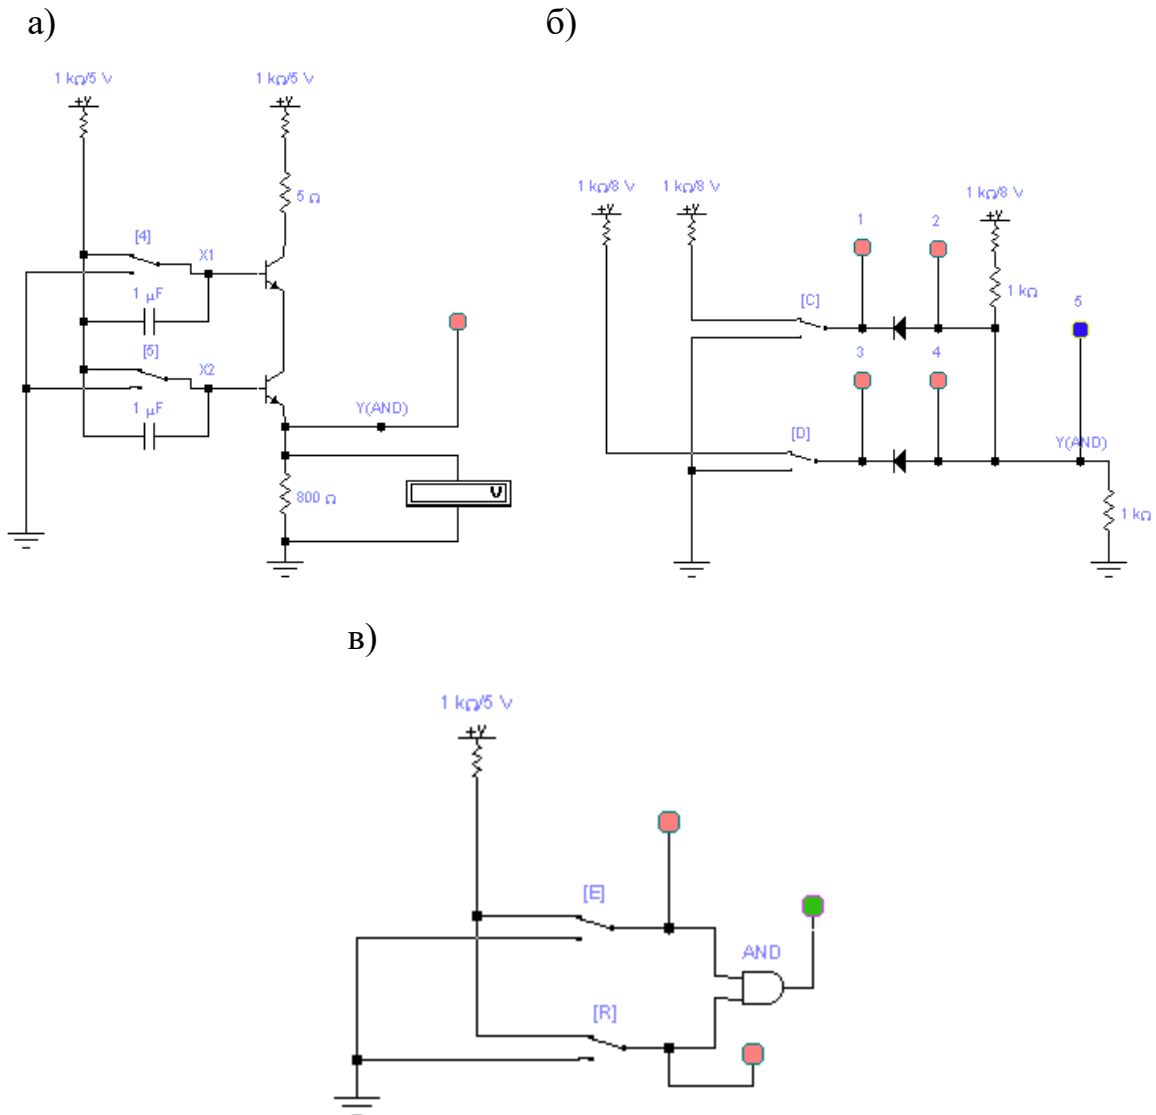 а)
1 kΩ/5 V
+V
1 kΩ/5 V
+V
5 Ω
[4]
X1
1 µF
[5]
X2
1 µF
Y(AND)
800 Ω
V
б)
1 kΩ/8 V
+V
1 kΩ/8 V
+V
1 kΩ/8 V
+V
1
2
1 kΩ
5
[C]
3
4
[D]
Y(AND)
1 kΩ
в)
1 kΩ/5 V
+V
[E]
AND
[R]